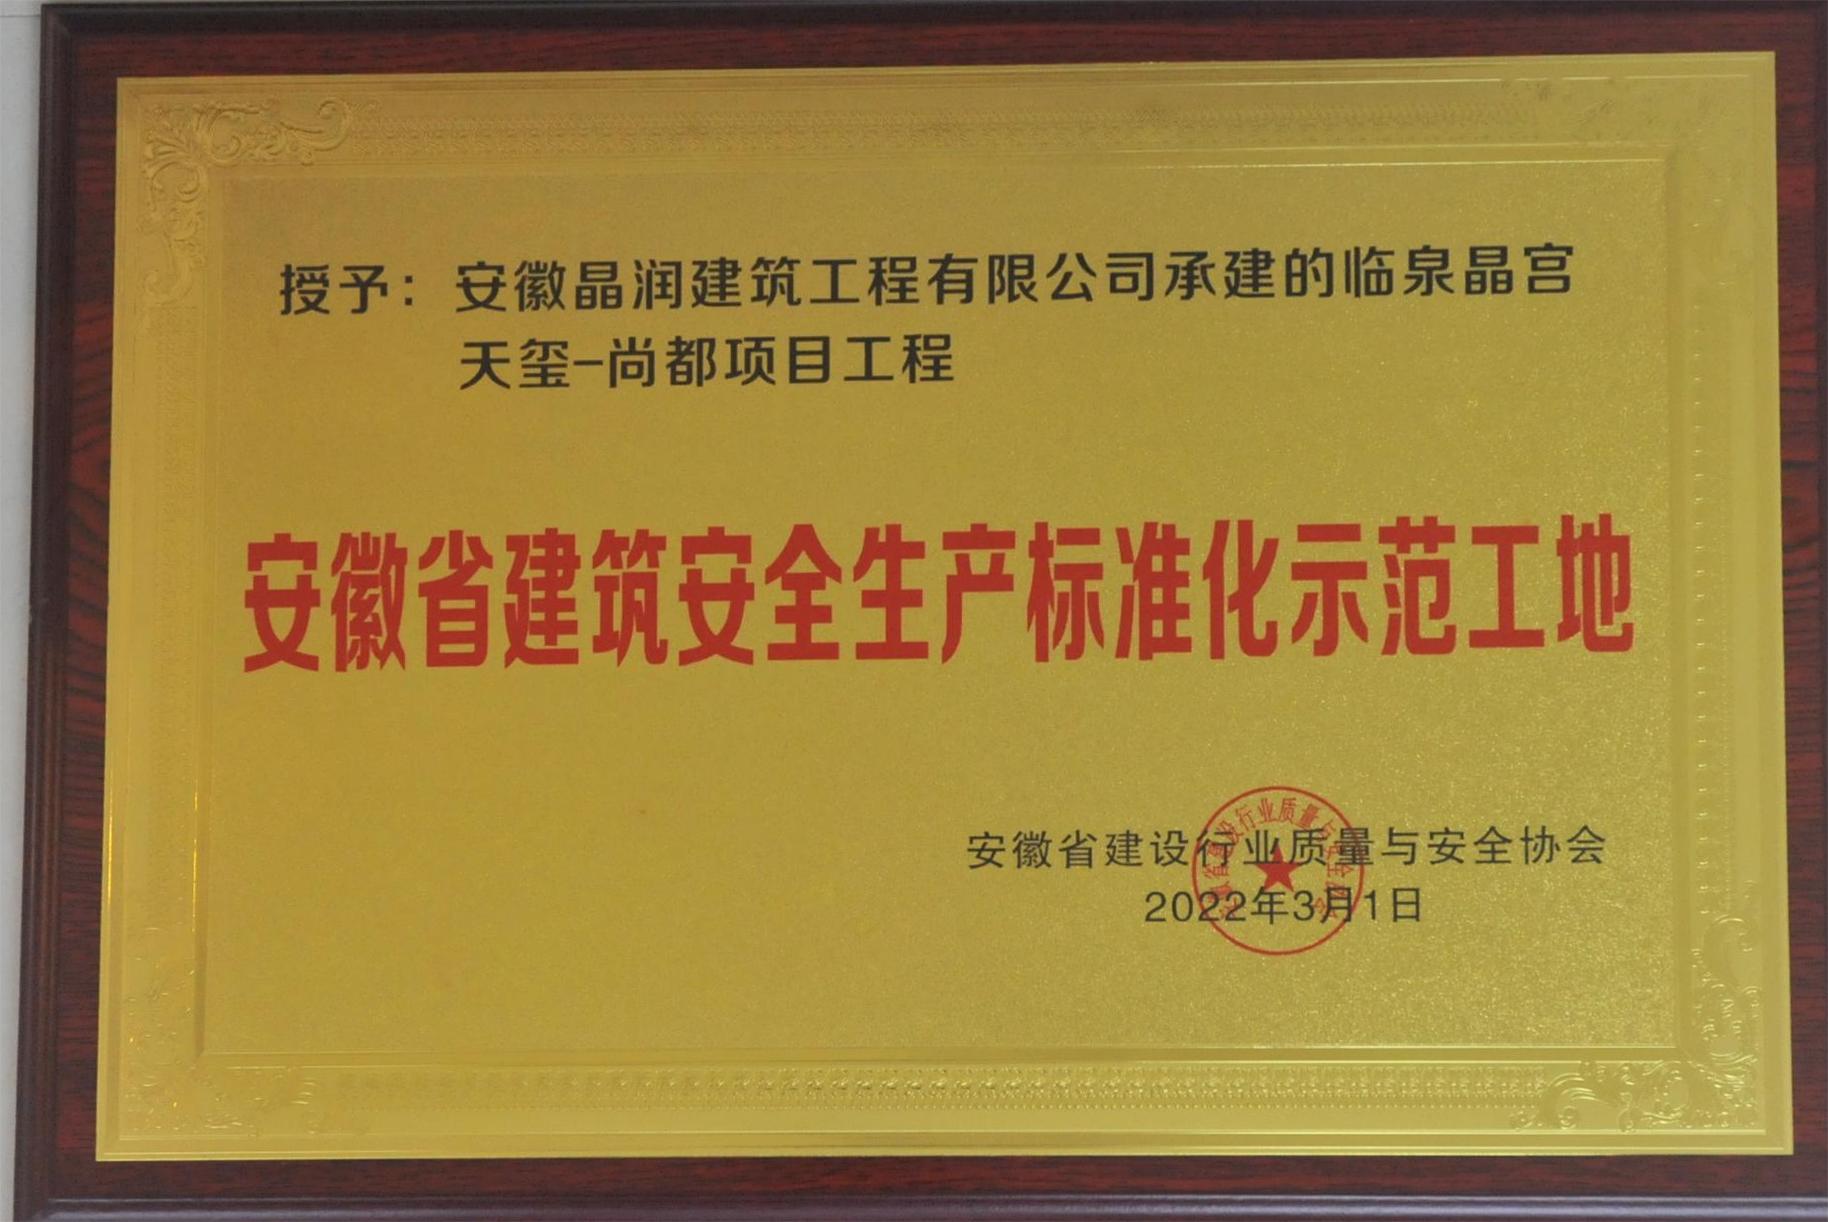 授予：安徽晶润建筑工程有限公司承建的临泉晶宫
天玺-尚都项目工程
安徽省建筑安全生产标准化示范工地
安徽省建设行业质量与安全协会
2022年3月1日